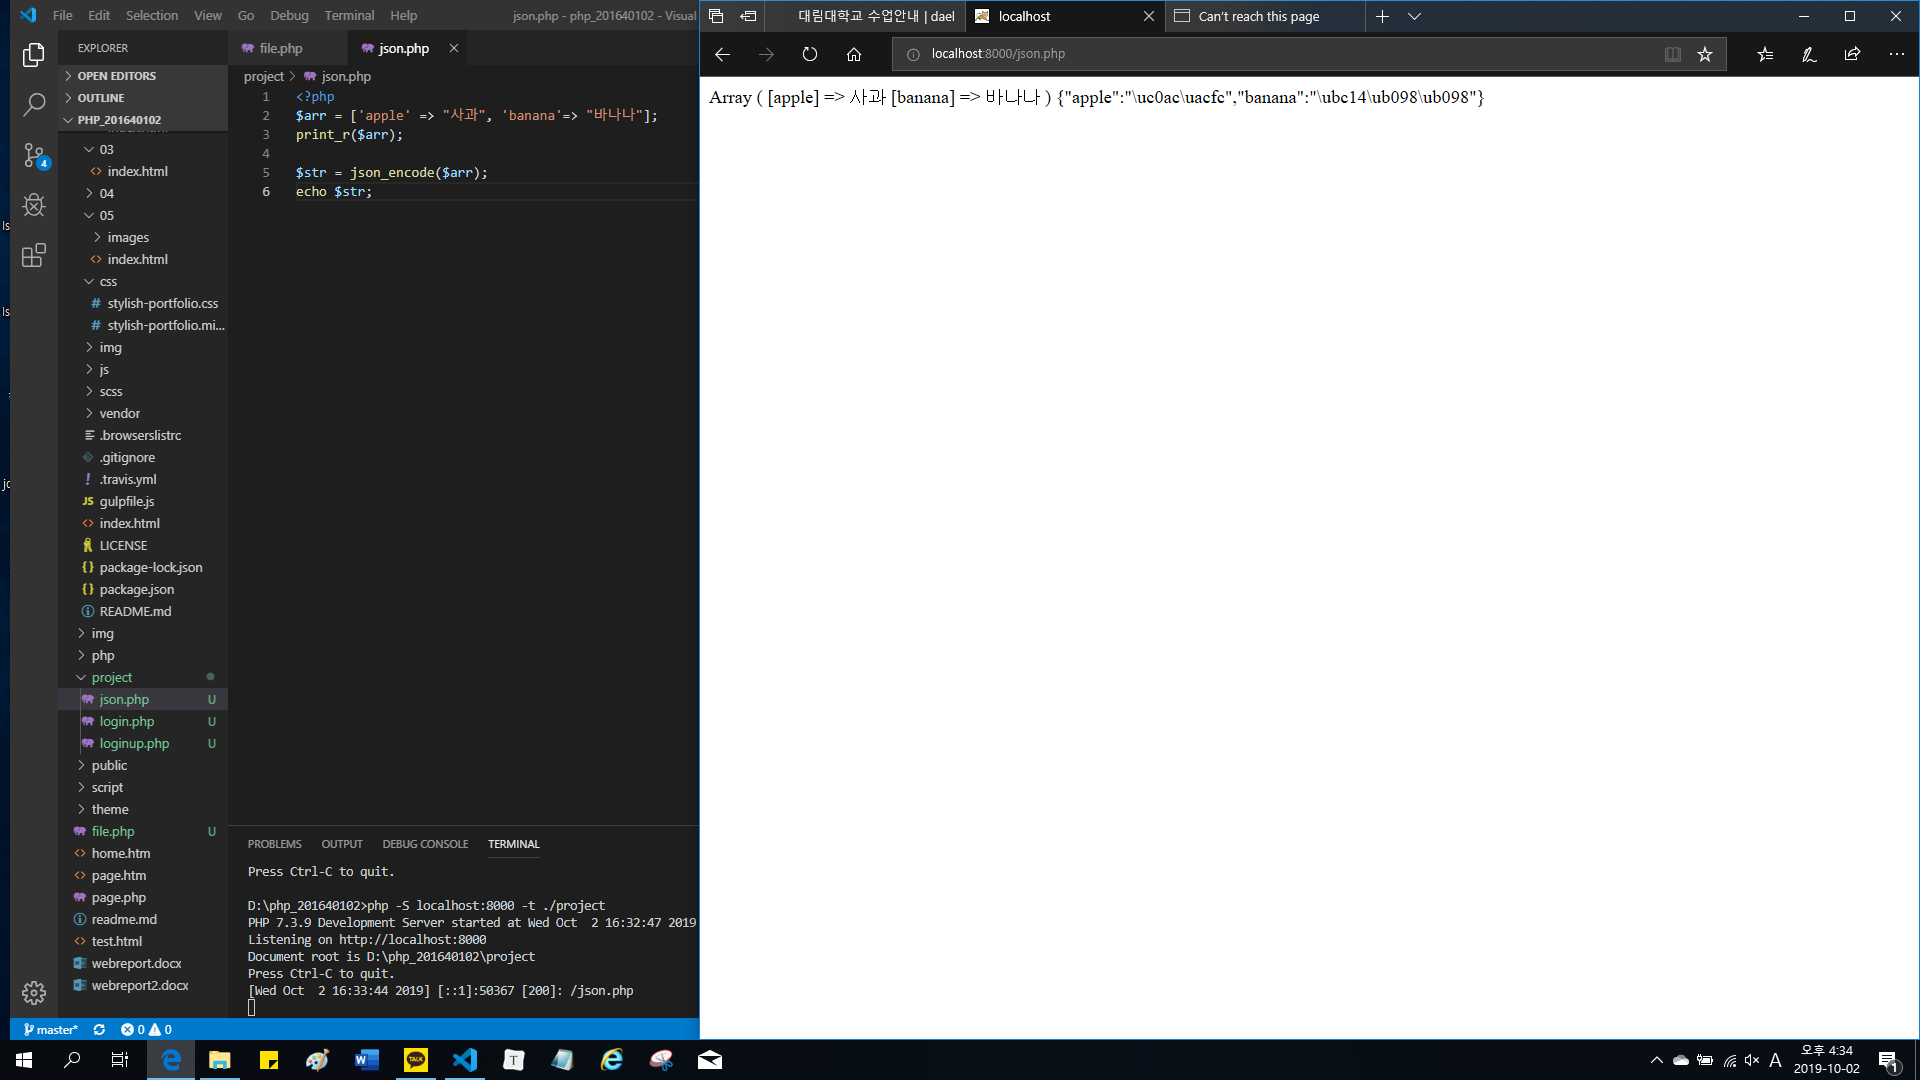 File Edit Selection View Go Debug Terminal Help
json.php - php_201640102 - Visual
EXPLORER
OPEN EDITORS
OUTLINE
PHP_201640102
03
index.html
04
05
images
index.html
css
# stylish-portfolio.css
# stylish-portfolio.mi...
img
js
scss
vendor
.browserslistrc
.gitignore
! .travis.yml
JS gulpfile.js
index.html
LICENSE
{} package-lock.json
{} package.json
README.md
img
php
project
json.php U
login.php U
loginup.php U
public
script
theme
file.php U
home.htm
page.htm
page.php
readme.md
test.html
webreport.docx
webreport2.docx
4
file.php
json.php
project > json.php
1 <?php
2 $arr = ['apple' => "사과", 'banana'=> "바나나"];
3 print_r($arr);
4
5 $str = json_encode($arr);
6 echo $str;
PROBLEMS OUTPUT DEBUG CONSOLE TERMINAL
Press Ctrl-C to quit.
D:\php_201640102>php -S localhost:8000 -t ./project
PHP 7.3.9 Development Server started at Wed Oct  2 16:32:47 2019
Listening on http://localhost:8000
Document root is D:\php_201640102\project
Press Ctrl-C to quit.
[Wed Oct  2 16:33:44 2019] [::1]:50367 [200]: /json.php
master* 0 0
대림대학교 수업안내 | dael
localhost
Can't reach this page
localhost:8000/json.php
Array ( [apple] => 사과 [banana] => 바나나 ) {"apple":"\uc0ac\uacfc","banana":"\ubc14\ub098\ub098"}
TALK
T
A
오후 4:34
2019-10-02
1